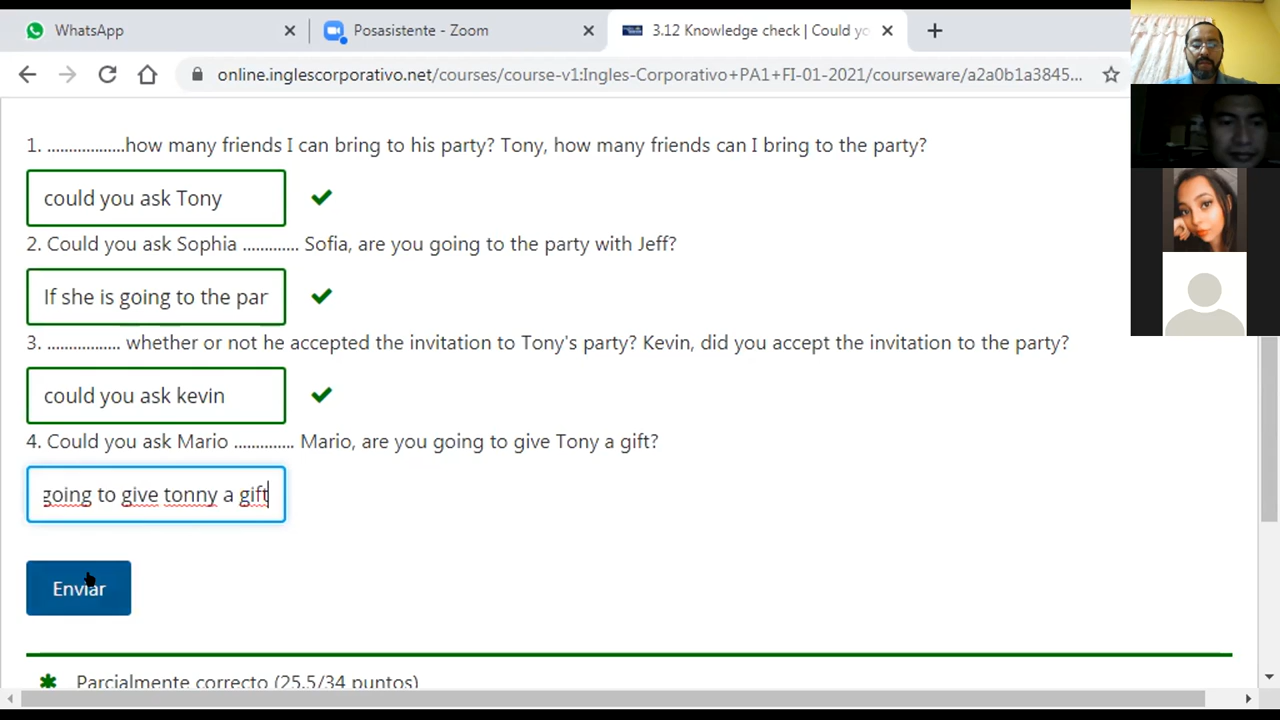 WhatsApp
Posasistente - Zoom
3.12 Knowledge check | Could yo
online.inglescorporativo.net/courses/course-v1:Ingles-Corporativo+PA1+FI-01-2021/courseware/a2a0b1a3845...
1. ..................how many friends I can bring to his party? Tony, how many friends can I bring to the party?
could you ask Tony
2. Could you ask Sophia ............. Sofia, are you going to the party with Jeff?
If she is going to the par
3. ................. whether or not he accepted the invitation to Tony's party? Kevin, did you accept the invitation to the party?
could you ask kevin
4. Could you ask Mario .............. Mario, are you going to give Tony a gift?
going to give tonny a gift
Enviar
Parcialmente correcto (25.5/34 puntos)